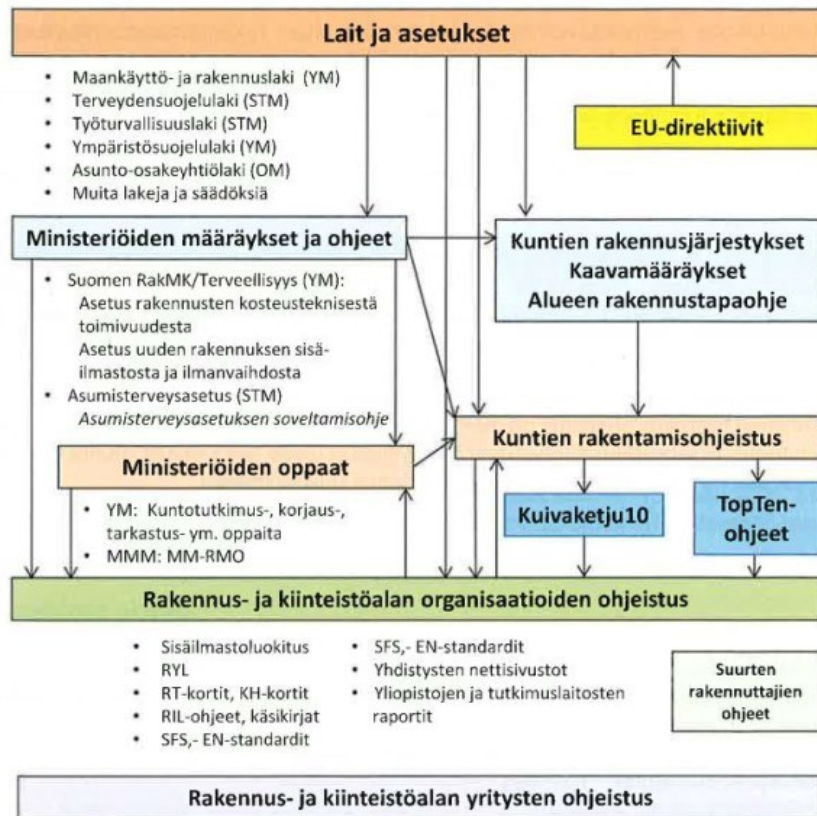 Lait ja asetukset
• Maankäyttö- ja rakennuslaki (YM)
• Terveydensuojelulaki (STM)
• Työturvallisuuslaki (STM)
• Ympäristösuojelulaki (YM)
• Asunto-osakeyhtiölaki (OM)
• Muita lakeja ja säädöksiä
EU-direktiivit
Ministeriöiden määräykset ja ohjeet
• Suomen RakMK/Terveellisyys (YM):
Asetus rakennusten kosteusteknisestä
toimivuudesta
Asetus uuden rakennuksen sisä-
ilmastosta ja ilmanvaihdosta
• Asumisterveysasetus (STM)
Asumisterveysasetuksen soveltamisohje
Kuntien rakennusjärjestykset
Kaavamääräykset
Alueen rakennustapaohje
Kuntien rakentamisohjeistus
Ministeriöiden oppaat
• YM: Kuntotutkimus-, korjaus-,
tarkastus- ym. oppaita
• MMM: MM-RMO
Kuivaketju10
TopTen-
ohjeet
Rakennus- ja kiinteistöalan organisaatioiden ohjeistus
• Sisäilmastoluokitus
• RYL
• RT-kortit, KH-kortit
• RIL-ohjeet, käsikirjat
• SFS,- EN-standardit
• SFS,- EN-standardit
• Yhdistysten nettisivustot
• Yliopistojen ja tutkimuslaitosten
raportit
Suurten
rakennuttajien
ohjeet
Rakennus- ja kiinteistöalan yritysten ohjeistus